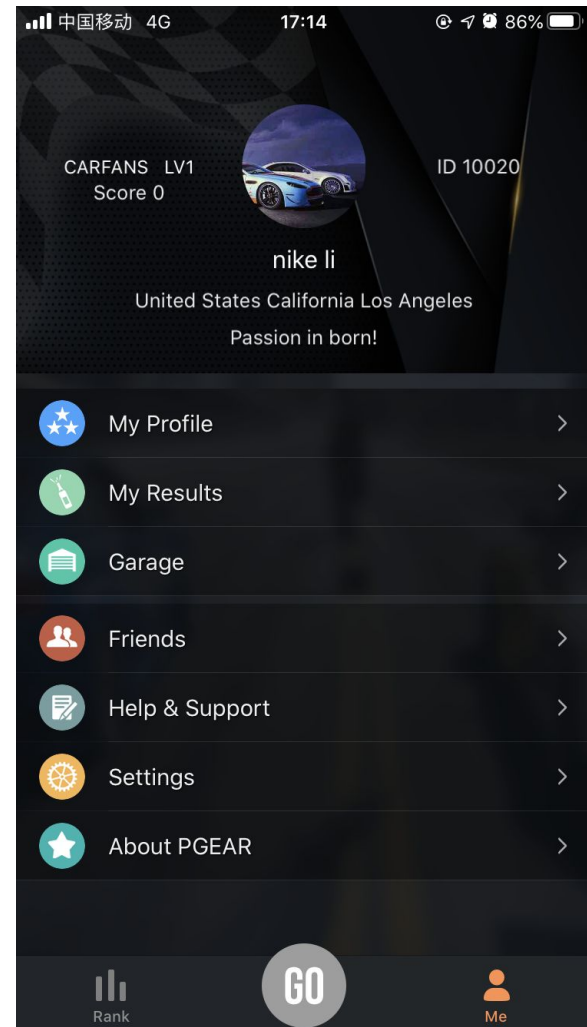 中国移动 4G 17:14 86%
CARFANS LV1 ID 10020
Score 0
nike li
United States California Los Angeles
Passion in born!
My Profile
My Results
Garage
Friends
Help & Support
Settings
About PGEAR
GO
Rank Me